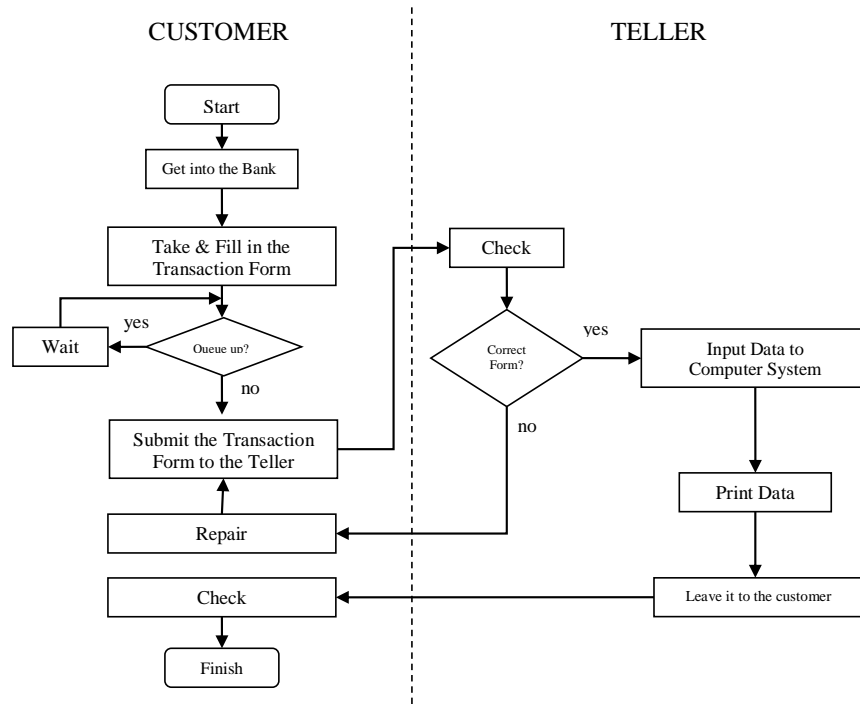 CUSTOMER
TELLER
Start
Get into the Bank
Take & Fill in the
Transaction Form
yes
Wait
Queue up?
no
Submit the Transaction
Form to the Teller
Repair
Check
Finish
Check
Correct
Form?
yes
no
Input Data to
Computer System
Print Data
Leave it to the customer